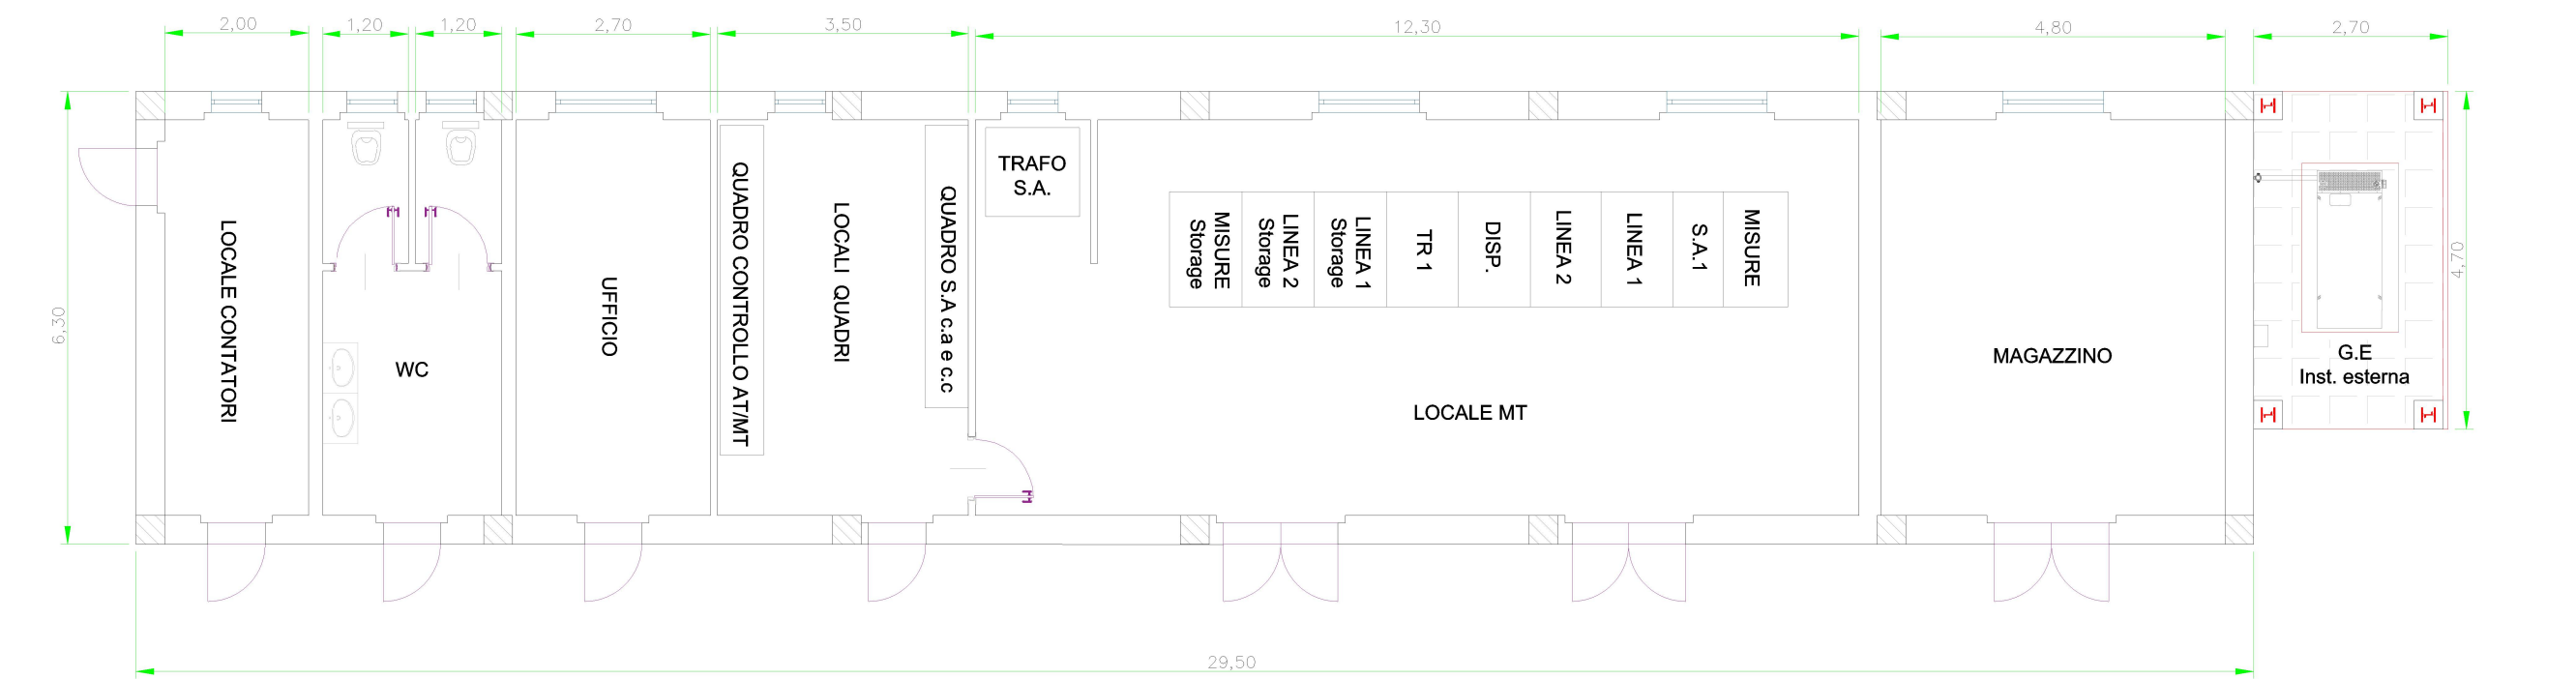 2,00
1,20
1,20
2,70
3,50
12,30
4,80
2,70
6,30
LOCALE CONTATORI
WC
UFFICIO
QUADRO CONTROLLO AT/MT
LOCALI QUADRI
QUADRO S.A c.a e c.c
TRAFO
S.A.
MISURE
Storage
LINEA 2
Storage
LINEA 1
Storage
TR 1
DISP.
LINEA 2
LINEA 1
S.A.1
MISURE
LOCALE MT
MAGAZZINO
G.E
Inst. esterna
4,70
29,50